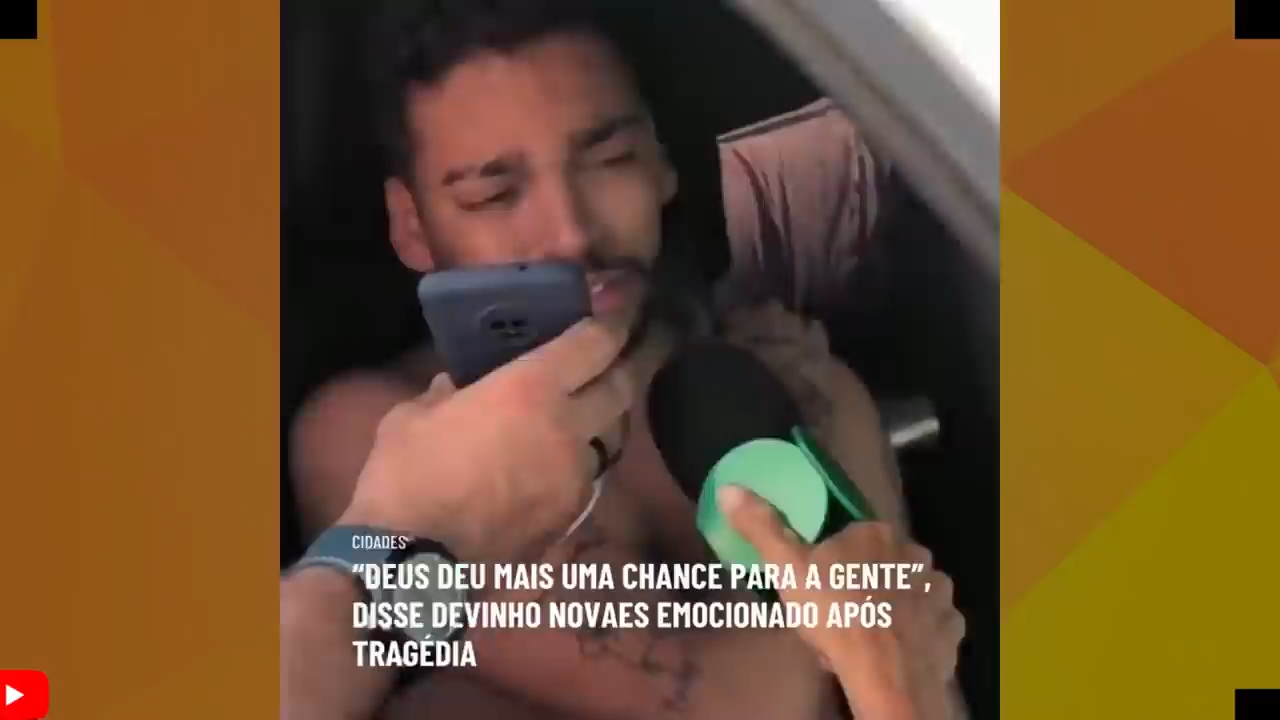 CIDADES
“DEUS DEU MAIS UMA CHANCE PARA A GENTE”,
DISSE DEVINHO NOVAES EMOCIONADO APÓS
TRAGÉDIA